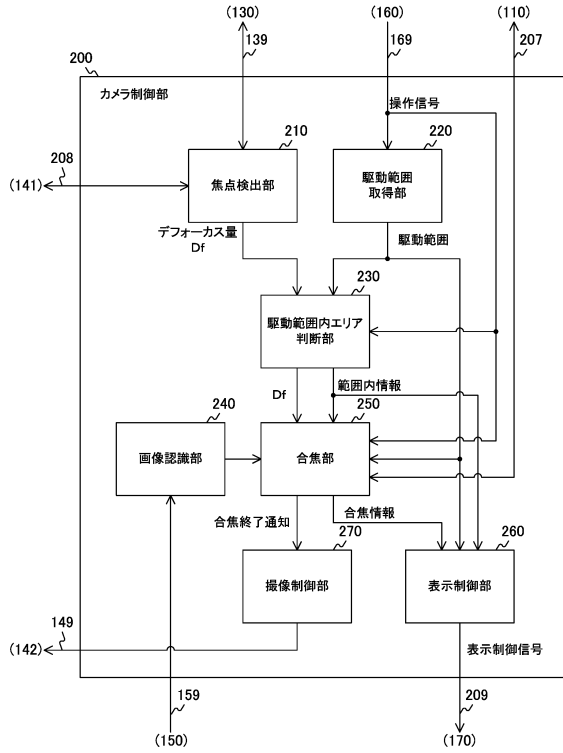 (130)
(160)
(110)
139
169
207
200
カメラ制御部
操作信号
210
220
208
(141)
焦点検出部
駆動範囲
取得部
デフォーカス量
Df
駆動範囲
230
駆動範囲内エリア
判断部
Df
範囲内情報
240
250
画像認識部
合焦部
合焦終了通知
合焦情報
270
260
撮像制御部
表示制御部
149
(142)
表示制御信号
159
209
(150)
(170)